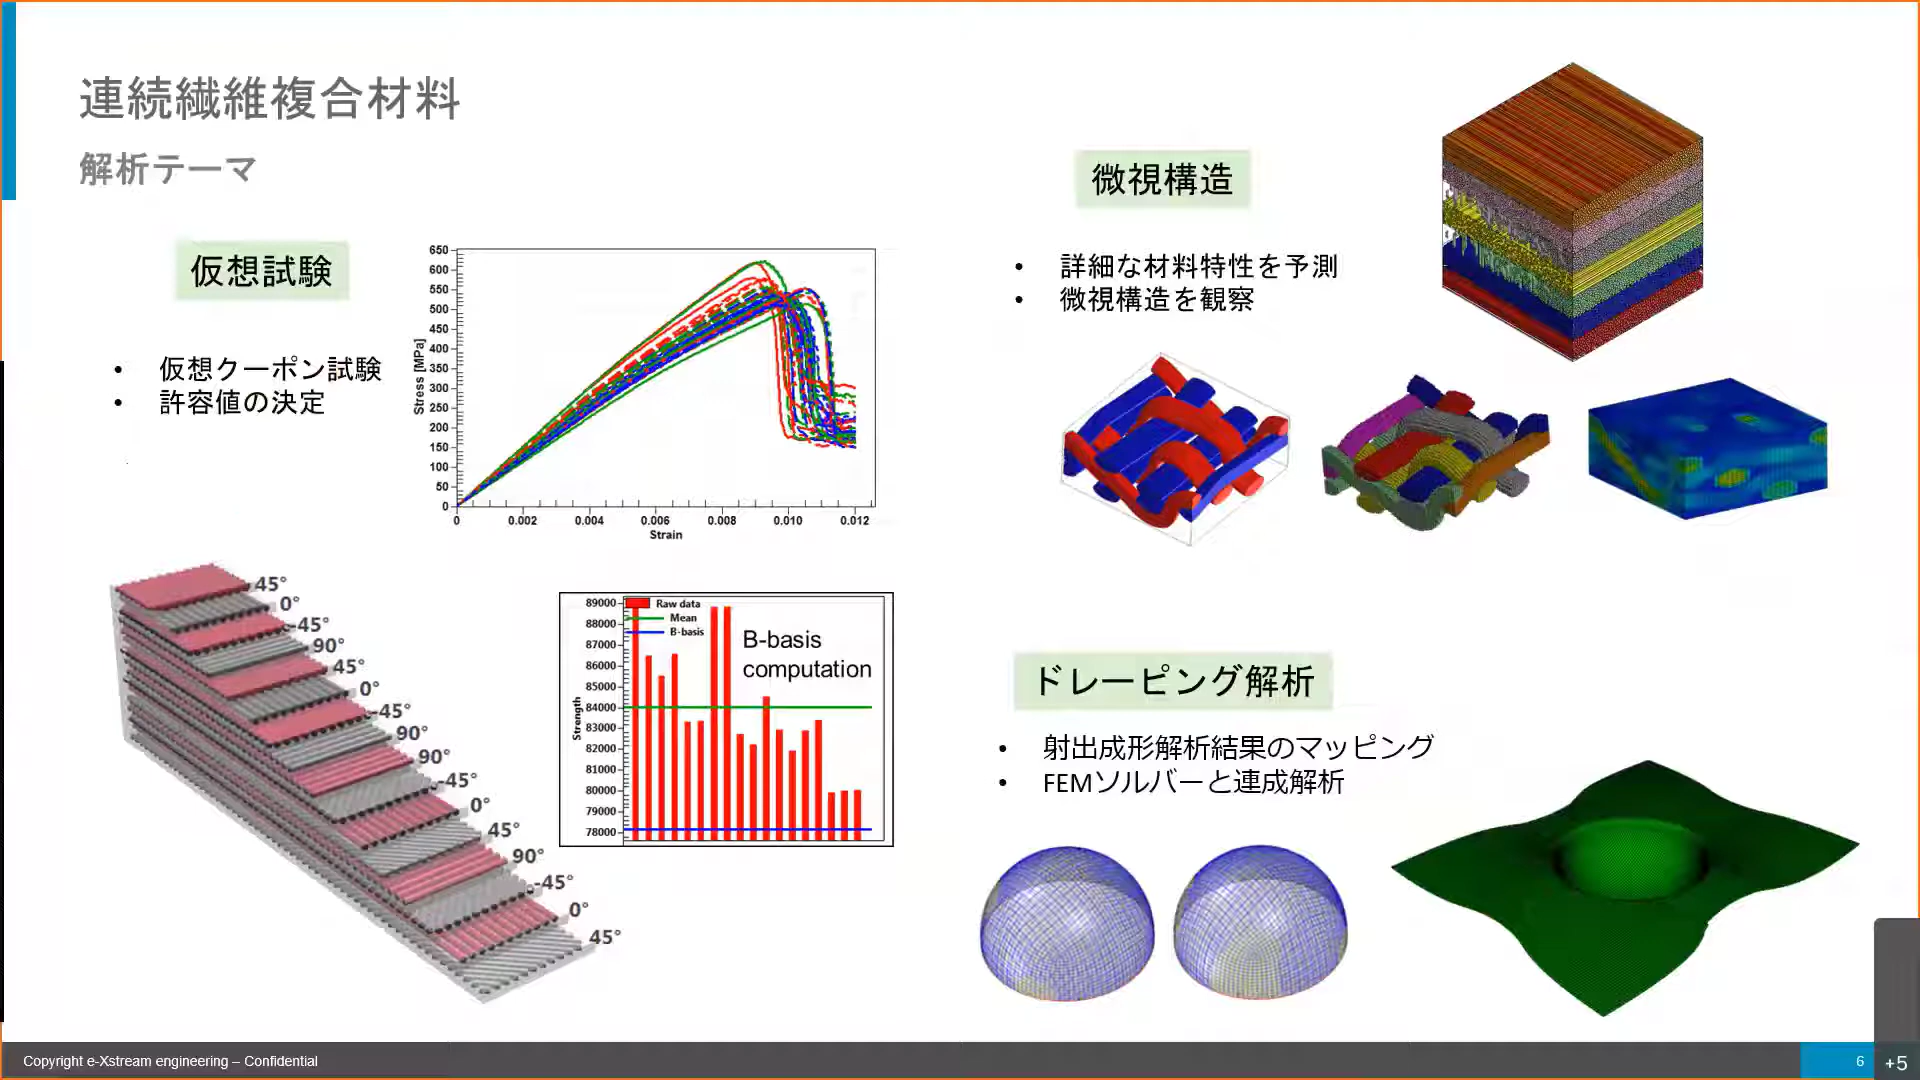 連続繊維複合材料
解析テーマ
仮想試験
• 仮想クーポン試験
• 許容値の決定
650
600
550
500
450
400
350
300
250
200
150
100
50
0
Stress [MPa]
0 0.002 0.004 0.006 0.008 0.010 0.012
Strain
45°
0°
-45°
90°
45°
0°
-45°
90°
90°
-45°
0°
45°
90°
-45°
0°
45°
89000
88000
87000
86000
85000
84000
83000
82000
81000
80000
79000
78000
Strength
Raw data
Mean
B-basis
B-basis
computation
微視構造
• 詳細な材料特性を予測
• 微視構造を観察
ドレーピング解析
• 射出成形解析結果のマッピング
• FEMソルバーと連成解析
Copyright e-Xstream engineering – Confidential
6
+5